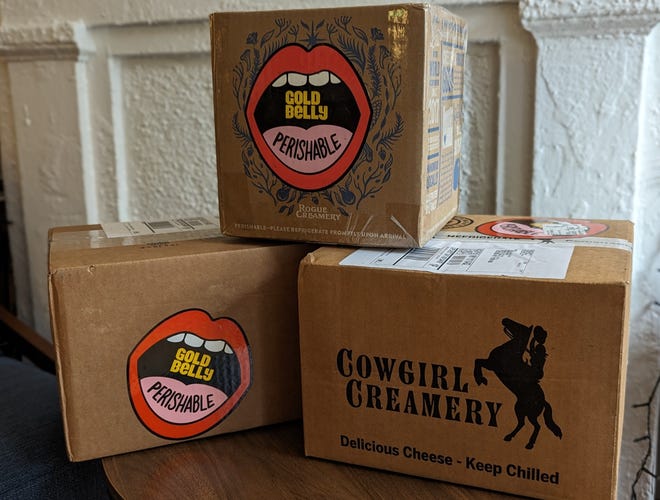 GOLD
BELLY
PERISHABLE
ROGUE
CREAMERY
PERISHABLE-PLEASE REFRIGERATE PROMPTLY UPON ARRIVAL
GOLD
BELLY
PERISHABLE
COWGIRL
CREAMERY
Delicious Cheese - Keep Chilled